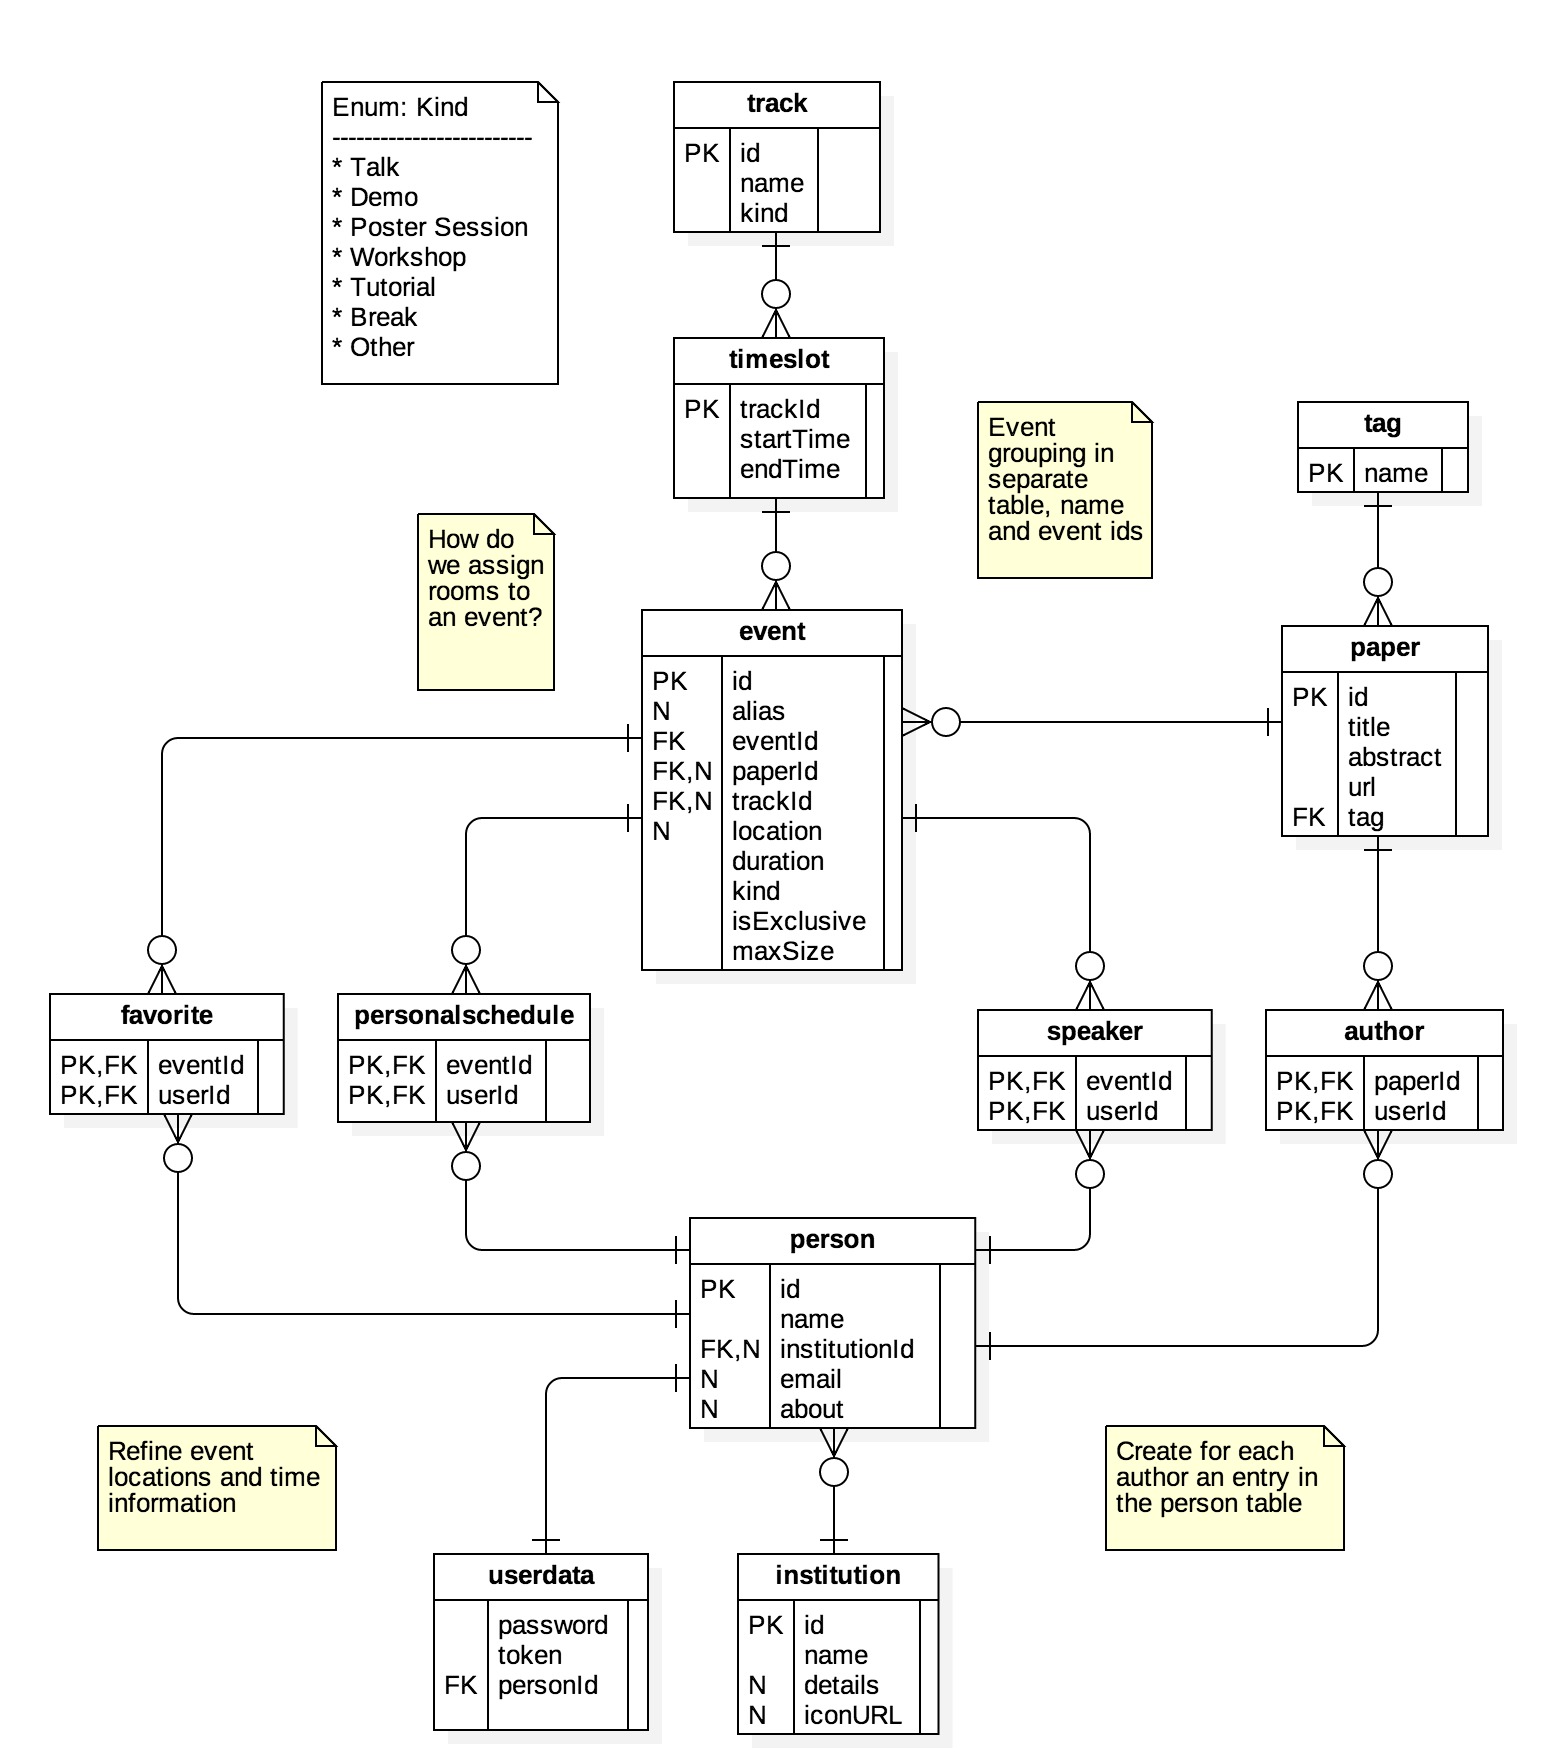 Enum: Kind
-------------------------
* Talk
* Demo
* Poster Session
* Workshop
* Tutorial
* Break
* Other
track
PK id
name
kind
timeslot
PK trackId
startTime
endTime
Event
grouping in
separate
table, name
and event ids
tag
PK name
How do
we assign
rooms to
an event?
event
PK id
N alias
FK eventId
FK,N paperId
FK,N trackId
N location
duration
kind
isExclusive
maxSize
paper
PK id
title
abstract
url
FK tag
favorite
PK,FK eventId
PK,FK userId
personalschedule
PK,FK eventId
PK,FK userId
speaker
PK,FK eventId
PK,FK userId
author
PK,FK paperId
PK,FK userId
person
PK id
name
FK,N institutionId
N email
N about
Refine event
locations and time
information
Create for each
author an entry in
the person table
userdata
password
token
FK personId
institution
PK id
name
N details
N iconURL